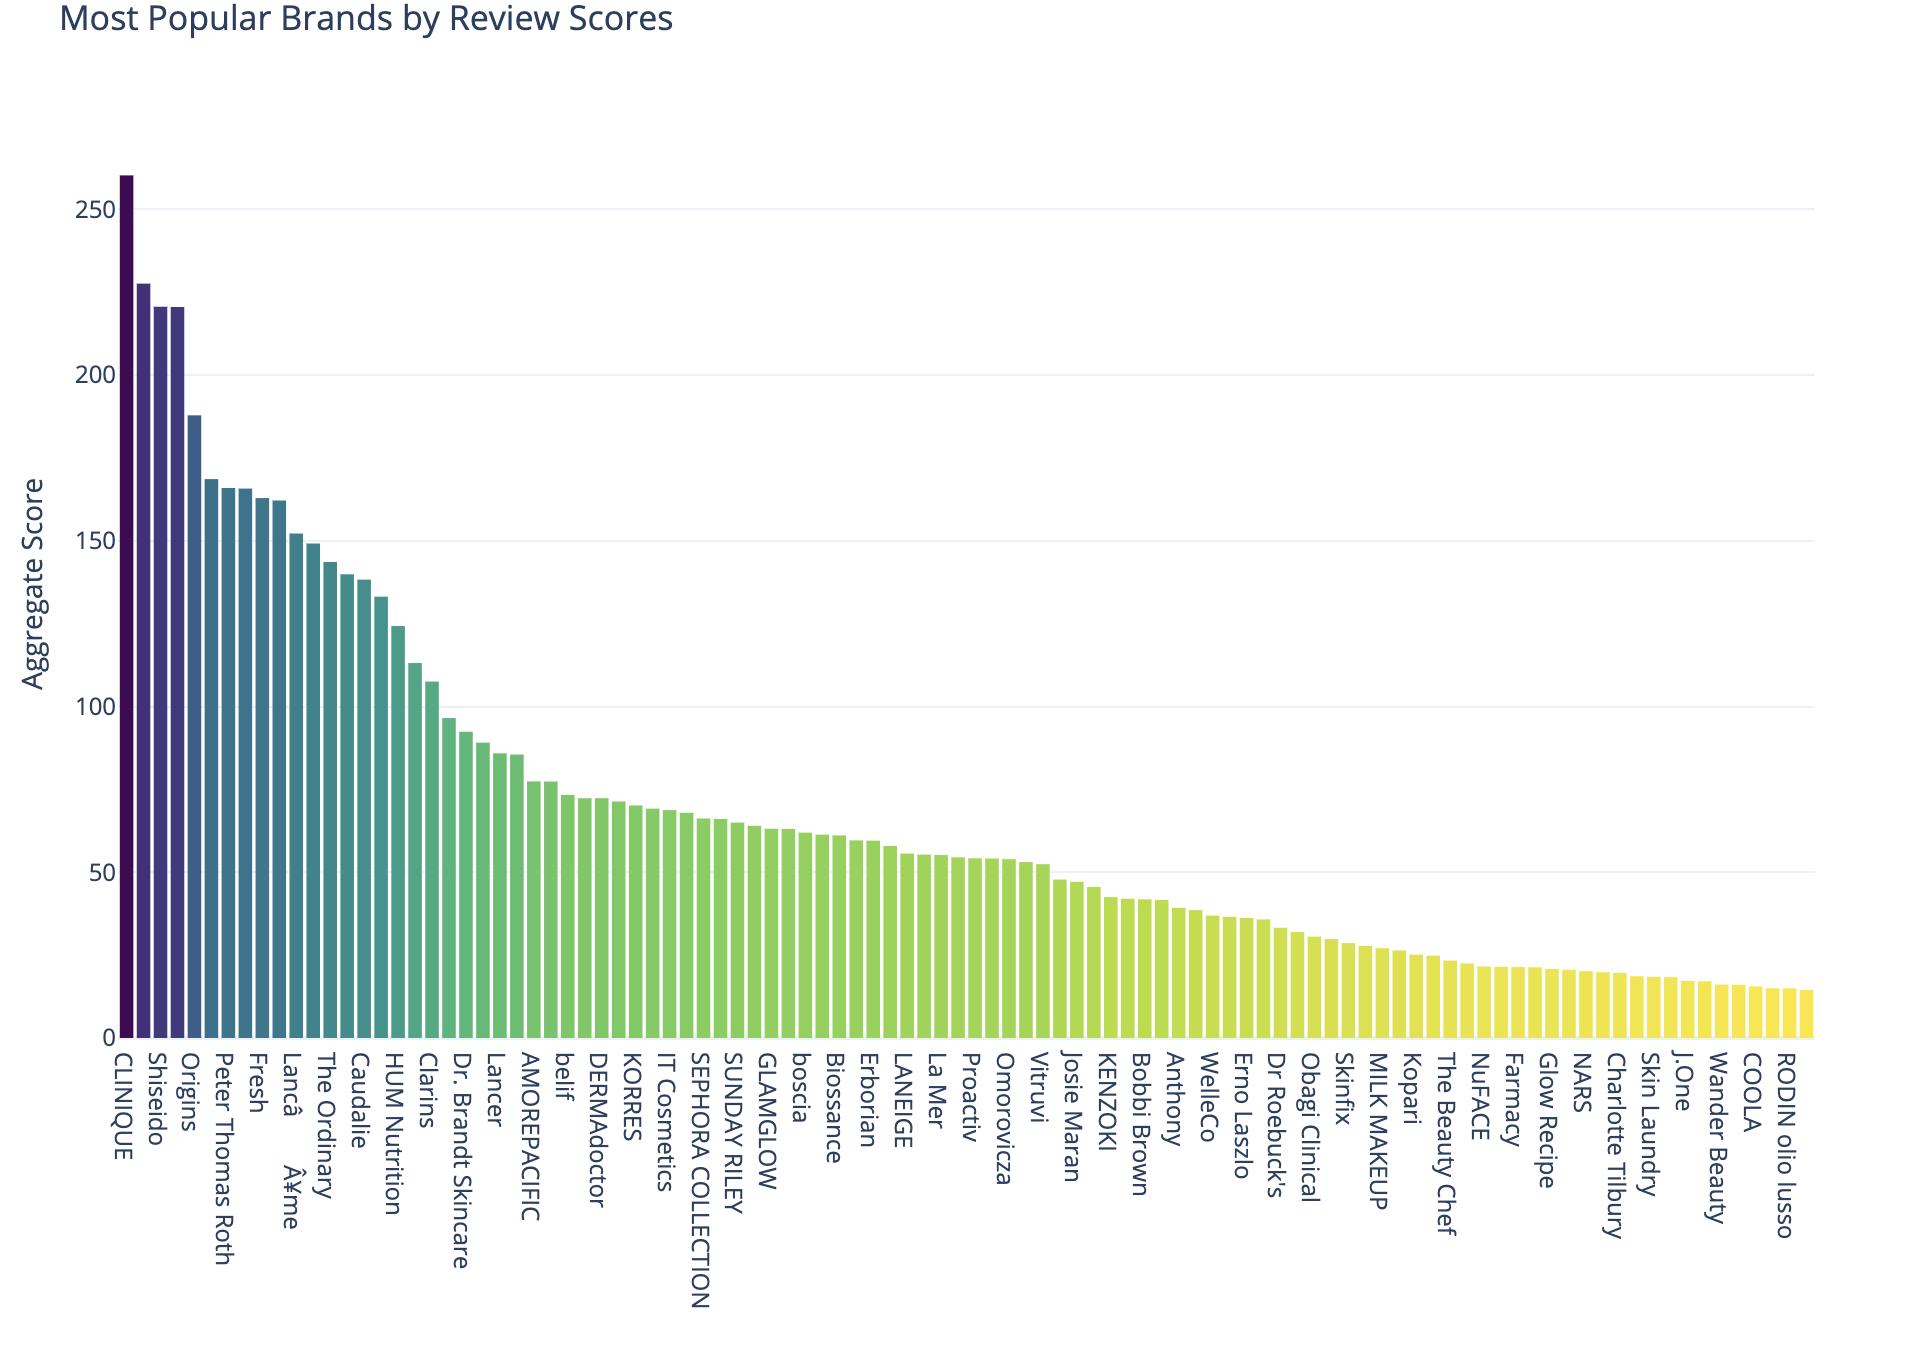 Most Popular Brands by Review Scores
Aggregate Score
250
200
150
100
50
0
CLINIQUE
Shiseido
Origins
Peter Thomas Roth
Fresh
Lancâ Â¥me
The Ordinary
Caudalie
HUM Nutrition
Clarins
Dr. Brandt Skincare
Lancer
AMOREPACIFIC
belif
DERMAdoctor
KORRES
IT Cosmetics
SEPHORA COLLECTION
SUNDAY RILEY
GLAMGLOW
boscia
Biossance
Erborian
LANEIGE
La Mer
Proactiv
Omorovicza
Vitruvi
Josie Maran
KENZOKI
Bobbi Brown
Anthony
WelleCo
Erno Laszlo
Dr Roebuck's
Obagi Clinical
Skinfix
MILK MAKEUP
Kopari
The Beauty Chef
NuFACE
Farmacy
Glow Recipe
NARS
Charlotte Tilbury
Skin Laundry
J.One
Wander Beauty
COOLA
RODIN olio lusso